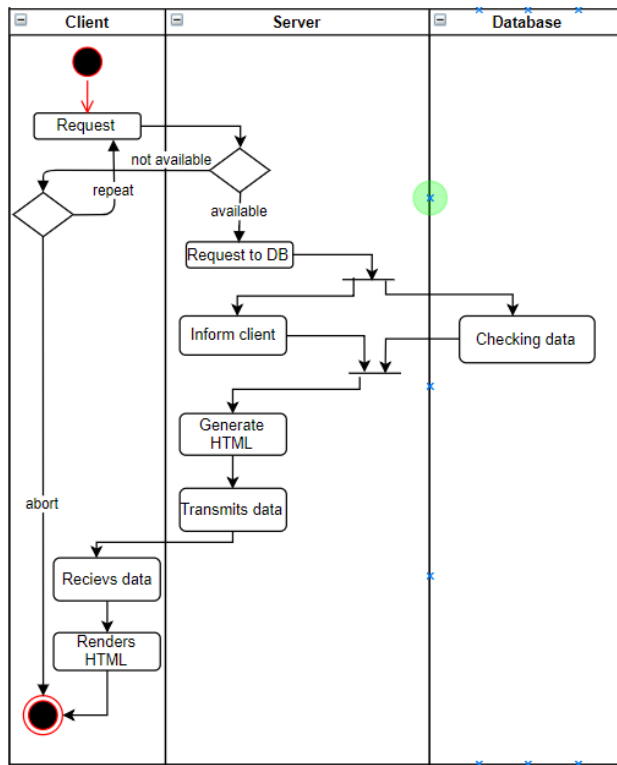 Client
Server
Database
Request
not available
repeat
available
Request to DB
Inform client
Checking data
Generate
HTML
Transmits data
abort
Recievs data
Renders
HTML